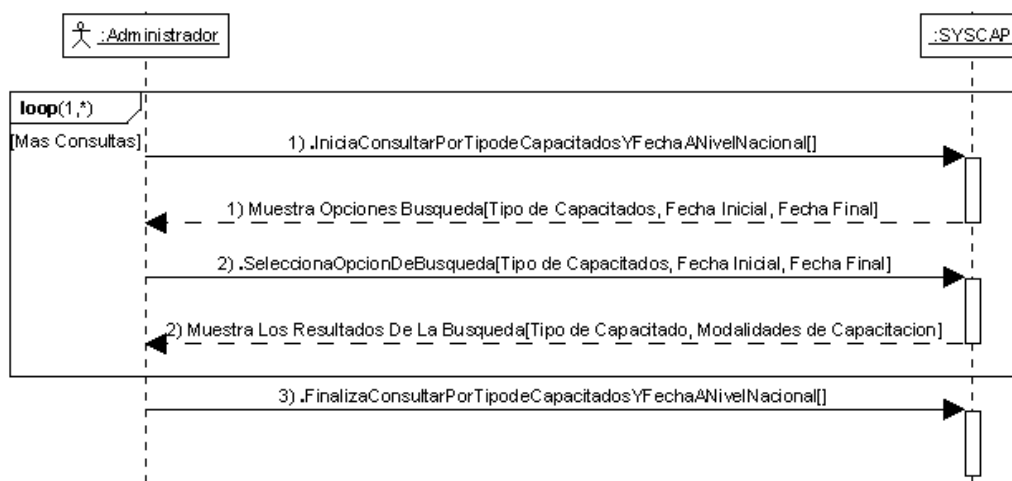 :Administrador
:SYSCAP
loop(1,*)
[Mas Consultas]
1) .IniciaConsultarPorTipodeCapacitadosYFechaANivelNacional[]
1) Muestra Opciones Busqueda[Tipo de Capacitados, Fecha Inicial, Fecha Final]
2) .SeleccionaOpcionDeBusqueda[Tipo de Capacitados, Fecha Inicial, Fecha Final]
2) Muestra Los Resultados De La Busqueda[Tipo de Capacitado, Modalidades de Capacitacion]
3) .FinalizaConsultarPorTipodeCapacitadosYFechaANivelNacional[]